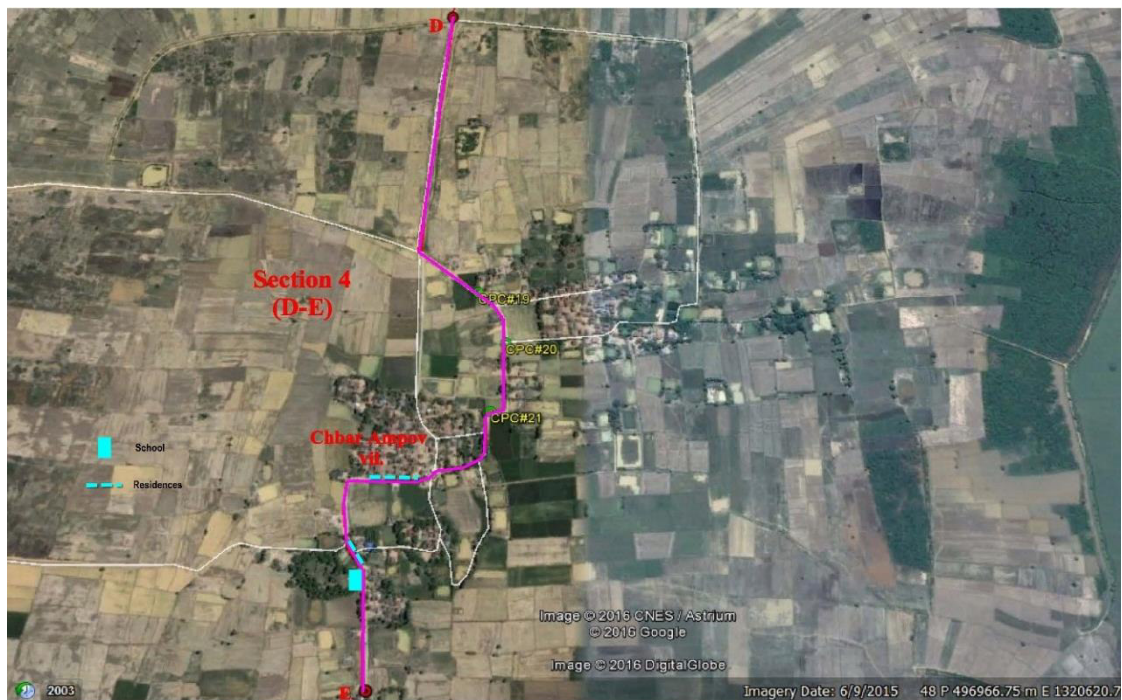 D
CPC#19
Section 4
(D-E)
CPC#20
CPC#21
Chbar Ampov
vil.
School
Residences
Image © 2016 CNES / Astrium
© 2016 Google
Image © 2016 DigitalGlobe
E
2003
Imagery Date: 6/9/2015 48 P 496966.75 m E 1320620.7